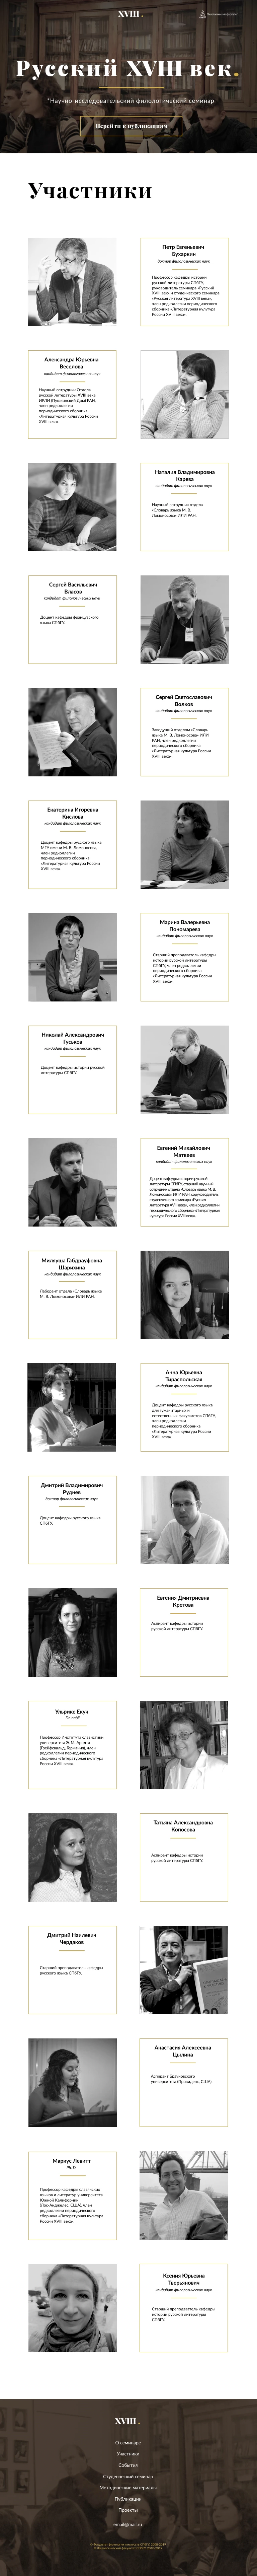 XVIII .
Филологический факультет
Русский XVIII век.
"Научно-исследовательский филологический семинар
Перейти к публикациям
Участники
Петр Евгеньевич
Бухаркин
доктор филологических наук
Профессор кафедры истории
русской литературы СПбГУ,
руководитель семинара «Русский
XVIII век» и студенческого семинара
«Русская литература XVIII века»,
член редколлегии
периодического сборника
«Литературная культура России
XVIII века».
Александра Юрьевна
Веселова
кандидат филологических наук
Научный сотрудник Отдела
русской литературы XVIII века
ИРЛИ (Пушкинский Дом) РАН,
член редколлегии
периодического сборника
«Литературная культура России
XVIII века».
Наталия Владимировна
Карева
кандидат филологических наук
Научный сотрудник отдела
«Словарь языка М. В.
Ломоносова» ИЛИ РАН.
Сергей Васильевич
Власов
кандидат филологических наук
Доцент кафедры французского
языка СПбГУ.
Сергей Святославович
Волков
кандидат филологических наук
Заведущий отделом «Словарь
языка М. В. Ломоносова» ИЛИ
РАН, член редколлегии
периодического сборника
«Литературная культура России
XVIII века».
Екатерина Игоревна
Кислова
кандидат филологических наук
Доцент кафедры русского языка
МГУ имени М. В. Ломоносова,
член редколлегии
периодического сборника
«Литературная культура России
XVIII века».
Марина Валерьевна
Пономарева
кандидат филологических наук
Старший преподаватель кафедры
истории русской литературы
СПбГУ, член редколлегии
периодического сборника
«Литературная культура России
XVIII века».
Николай Александрович
Гуськов
кандидат филологических наук
Доцент кафедры истории русской
литературы СПбГУ.
Евгений Михайлович
Матвеев
кандидат филологических наук
Доцент кафедры истории русской
литературы СПбГУ, старший научный
сотрудник отдела «Словарь языка М. В.
Ломоносова» ИЛИ РАН, соруководитель
студенческого семинара «Русская
литература XVIII века», член редколлегии
периодического сборника «Литературная
культура России XVIII века».
Миляуша Габдрауфовна
Шарихина
кандидат филологических наук
Лаборант отдела «Словарь языка
М. В. Ломоносова» ИЛИ РАН.
Анна Юрьевна
Тираспольская
кандидат филологических наук
Доцент кафедры русского языка
для гуманитарных и
естественных факультетов СПбГУ,
член редколлегии
периодического сборника
«Литературная культура России
XVIII века».
Дмитрий Владимирович
Руднев
доктор филологических наук
Доцент кафедры русского языка
СПбГУ.
Евгения Дмитриевна
Кретова
Аспирант кафедры истории
русской литературы СПбГУ.
Ульрике Екуч
Dr. habil.
Профессор Института славистики
университета Э. М. Арндта
(Грайфсвальд, Германия), член
редколлегии периодического
сборника «Литературная культура
России XVIII века».
Татьяна Александровна
Копосова
Аспирант кафедры истории
русской литературы СПбГУ.
Дмитрий Наилевич
Чердаков
Старший преподаватель кафедры
русского языка СПбГУ.
Анастасия Алексеевна
Цылина
Аспирант Брауновского
университета (Провиденс, США).
Маркус Левитт
Ph. D.
Профессор кафедры славянских
языков и литератур университета
Южной Калифорнии
(Лос-Анджелес, США), член
редколлегии периодического
сборника «Литературная культура
России XVIII века».
Ксения Юрьевна
Тверьянович
кандидат филологических наук
Старший преподаватель кафедры
истории русской литературы
СПбГУ.
XVIII .
О семинаре
Участники
События
Студенческий семинар
Методические материалы
Публикации
Проекты
email@mail.ru